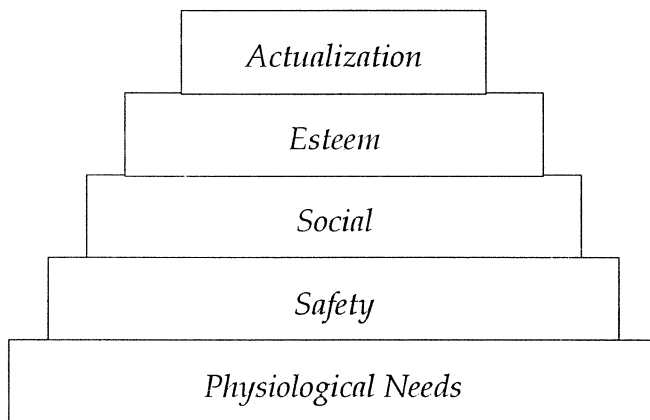 Actualization
Esteem
Social
Safety
Physiological Needs